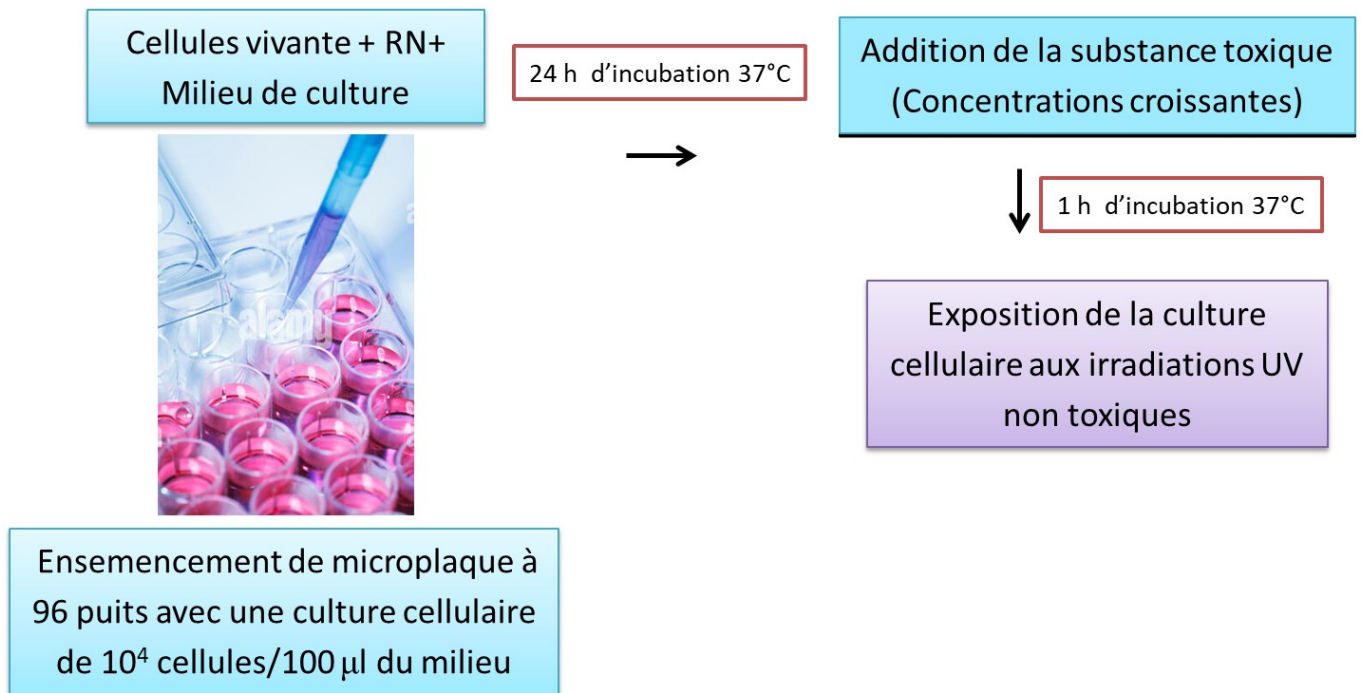 Cellules vivante + RN+
Milieu de culture
24 h d'incubation 37°C
Addition de la substance toxique
(Concentrations croissantes)
1 h d'incubation 37°C
Exposition de la culture
cellulaire aux irradiations UV
non toxiques
alamy
Ensemencement de microplaque à
96 puits avec une culture cellulaire
de 10⁴ cellules/100 µl du milieu